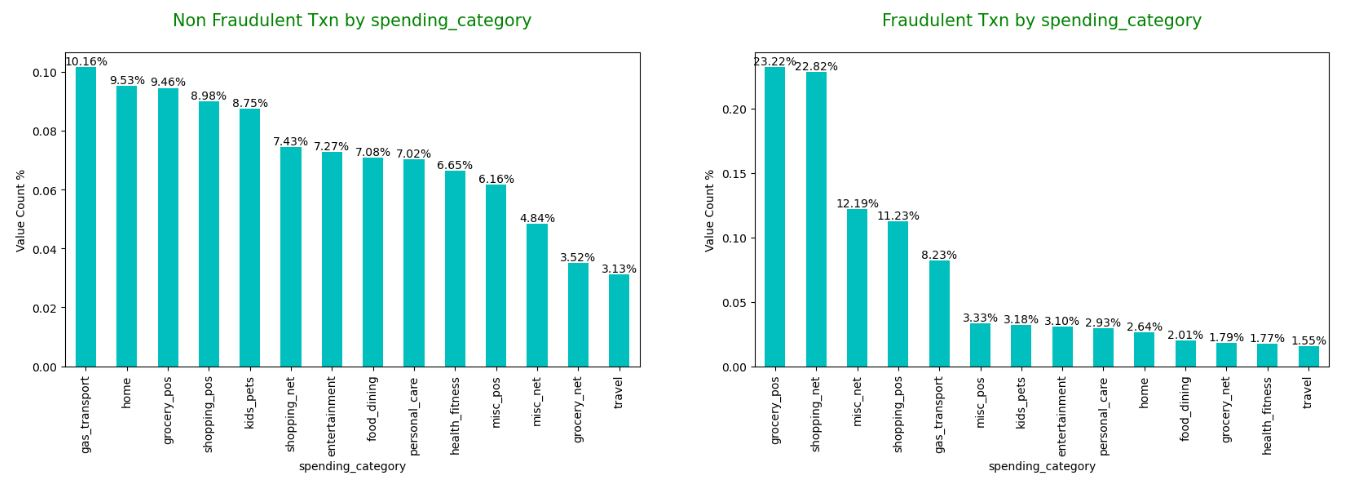 Non Fraudulent Txn by spending_category
Value Count %
0.10
0.08
0.06
0.04
0.02
0.00
10.16%
9.53%
9.46%
8.98%
8.75%
7.43%
7.27%
7.08%
7.02%
6.65%
6.16%
4.84%
3.52%
3.13%
gas_transport
home
grocery_pos
shopping_pos
kids_pets
shopping_net
entertainment
food_dining
personal_care
health_fitness
misc_pos
misc_net
grocery_net
travel
spending_category
Fraudulent Txn by spending_category
Value Count %
0.20
0.15
0.10
0.05
0.00
23.22%
22.82%
12.19%
11.23%
8.23%
3.33%
3.18%
3.10%
2.93%
2.64%
2.01%
1.79%
1.77%
1.55%
grocery_pos
shopping_net
misc_net
shopping_pos
gas_transport
misc_pos
kids_pets
entertainment
personal_care
home
food_dining
grocery_net
health_fitness
travel
spending_category